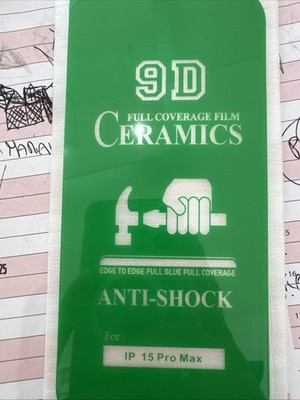 9D
FULL COVERAGE FILM
CERAMICS
EDGE TO EDGE FULL GLUE FULL COVERAGE
ANTI-SHOCK
For :
IP 15 Pro Max